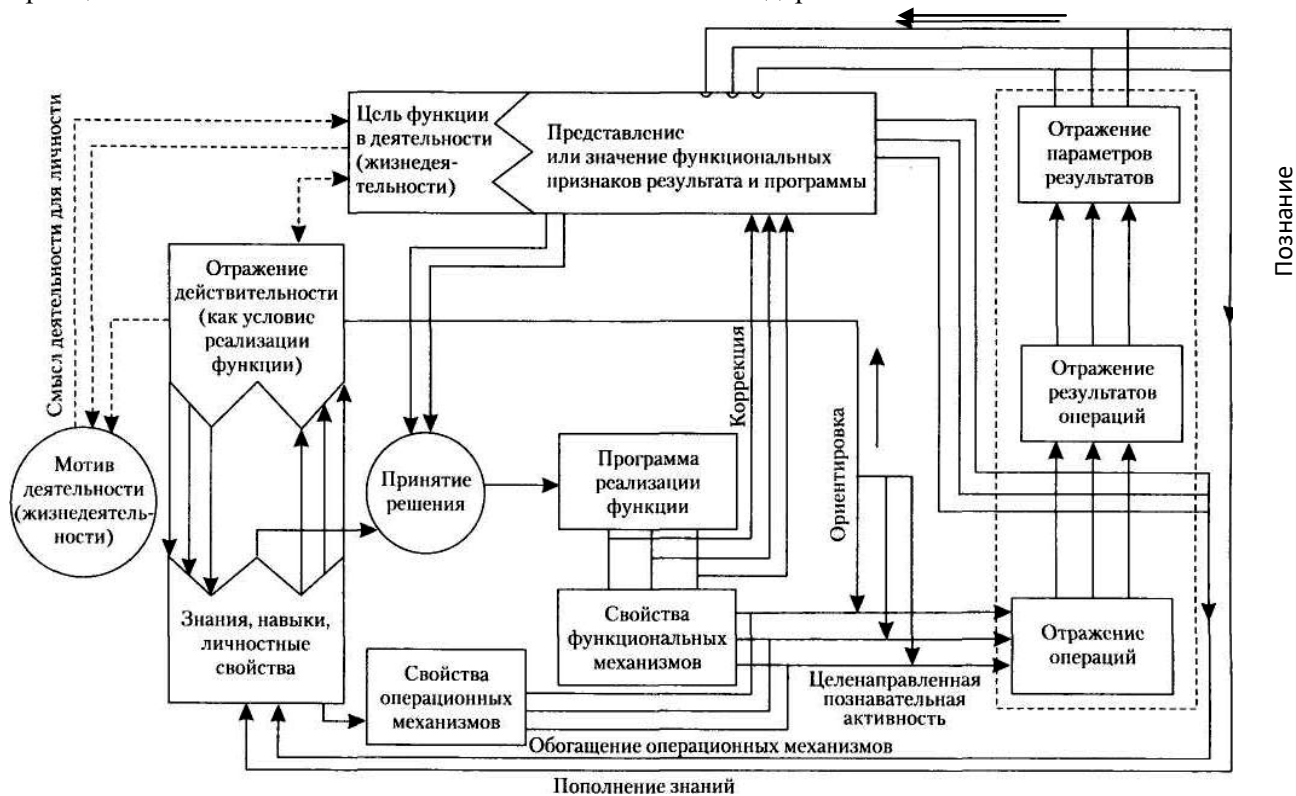 Цель функции
в деятельности
(жизнедея-
тельности)
Представление
или значение функциональных
признаков результата и программы
Отражение
параметров
результатов
Познание
Смысл деятельности для личности
Отражение
действительности
(как условие
реализации
функции)
Коррекция
Ориентировка
Отражение
результатов
операций
Мотив
деятельности
(жизнедеятель-
ности)
Принятие
решения
Программа
реализации
функции
Знания, навыки,
личностные
свойства
Свойства
функциональных
механизмов
Отражение
операций
Свойства
операционных
механизмов
Целенаправленная
познавательная
активность
Обогащение операционных механизмов
Пополнение знаний